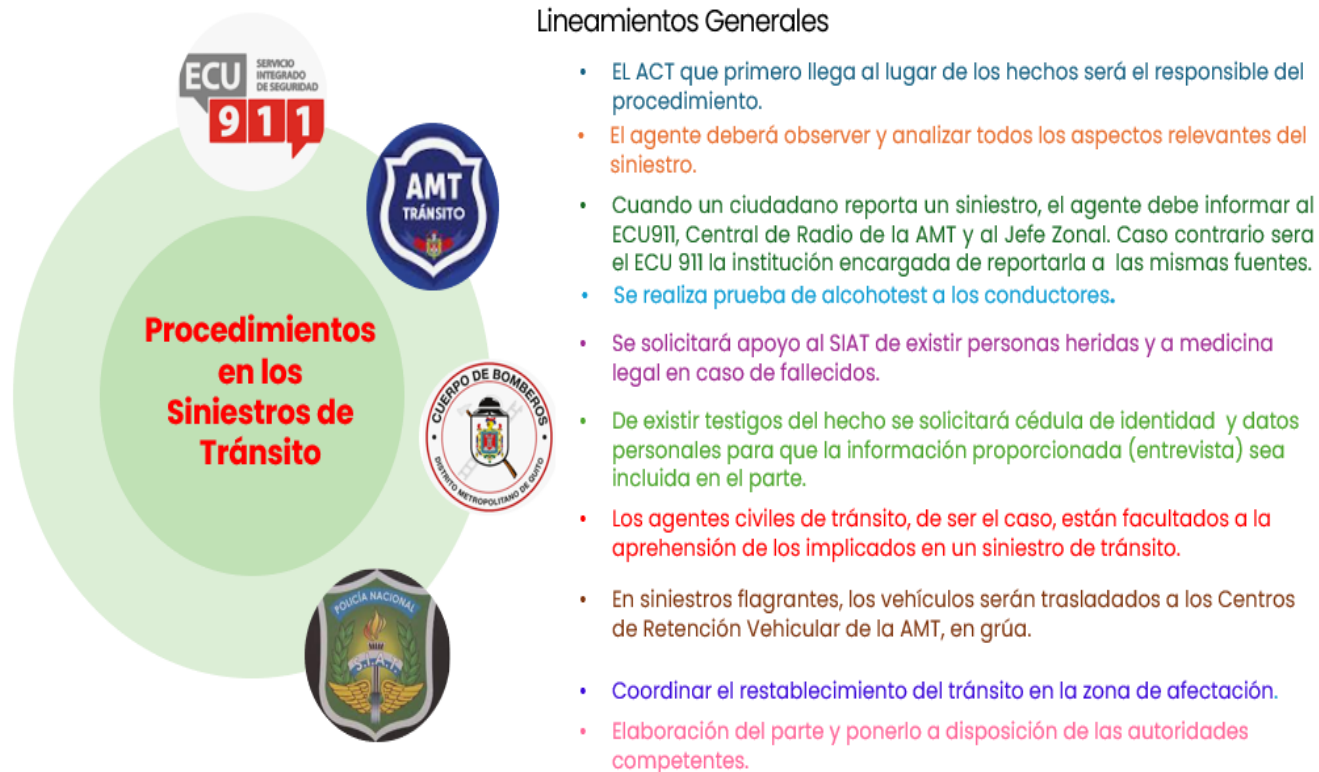 Lineamientos Generales
ECU
SERVICIO
INTEGRADO
DE SEGURIDAD
911
AMT
TRÁNSITO
CUERPO DE BOMBEROS
DISTRITO METROPOLITANO DE QUITO
POLICÍA NACIONAL
S.I.A.T.
Procedimientos
en los
Siniestros de
Tránsito
• EL ACT que primero llega al lugar de los hechos será el responsible del
procedimiento.
• El agente deberá observer y analizar todos los aspectos relevantes del
siniestro.
• Cuando un ciudadano reporta un siniestro, el agente debe informar al
ECU911, Central de Radio de la AMT y al Jefe Zonal. Caso contrario sera
el ECU 911 la institución encargada de reportarla a las mismas fuentes.
• Se realiza prueba de alcohotest a los conductores.
• Se solicitará apoyo al SIAT de existir personas heridas y a medicina
legal en caso de fallecidos.
• De existir testigos del hecho se solicitará cédula de identidad y datos
personales para que la información proporcionada (entrevista) sea
incluida en el parte.
• Los agentes civiles de tránsito, de ser el caso, están facultados a la
aprehensión de los implicados en un siniestro de tránsito.
• En siniestros flagrantes, los vehículos serán trasladados a los Centros
de Retención Vehicular de la AMT, en grúa.
• Coordinar el restablecimiento del tránsito en la zona de afectación.
• Elaboración del parte y ponerlo a disposición de las autoridades
competentes.